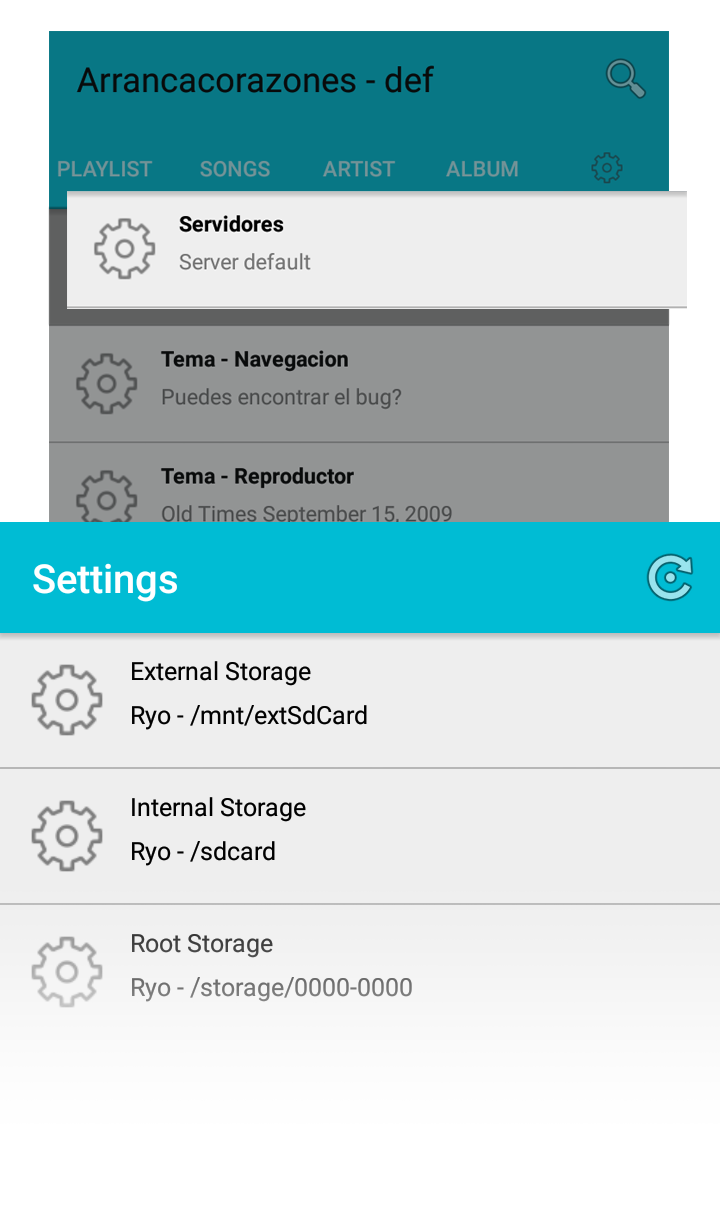 Arrancacorazones - def
PLAYLIST SONGS ARTIST ALBUM
Servidores
Server default
Tema - Navegacion
Puedes encontrar el bug?
Tema - Reproductor
Old Times September 15, 2009
Settings
External Storage
Ryo - /mnt/extSdCard
Internal Storage
Ryo - /sdcard
Root Storage
Ryo - /storage/0000-0000